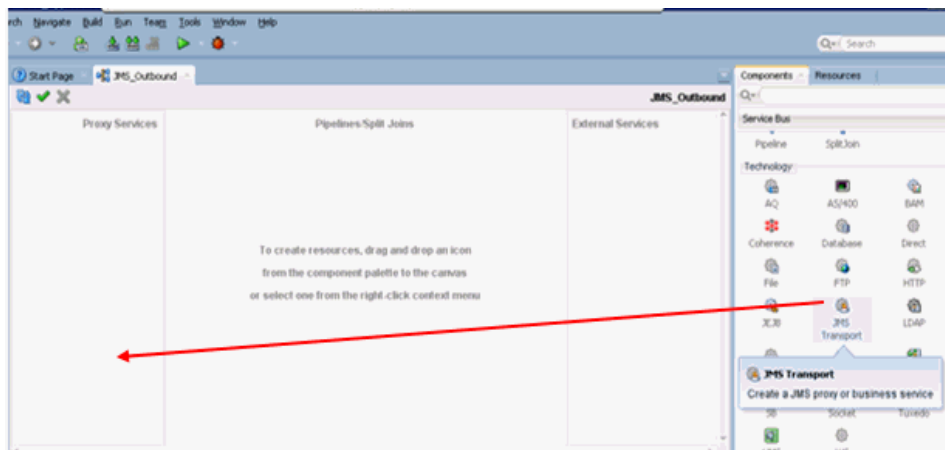 rch Navigate Build Run Team Tools Window Help
Search
Start Page JMS_Outbound
Components Resources
JMS_Outbound
Service Bus
Proxy Services Pipelines/Split Joins External Services
Pipeline SplitJoin
Technology
AQ AS/400 BAM
Coherence Database Direct
To create resources, drag and drop an icon
from the component palette to the canvas
or select one from the right-click context menu
File FTP HTTP
JEJB JMS Transport LDAP
JMS Transport
Create a JMS proxy or business service
SB Socket Tuxedo